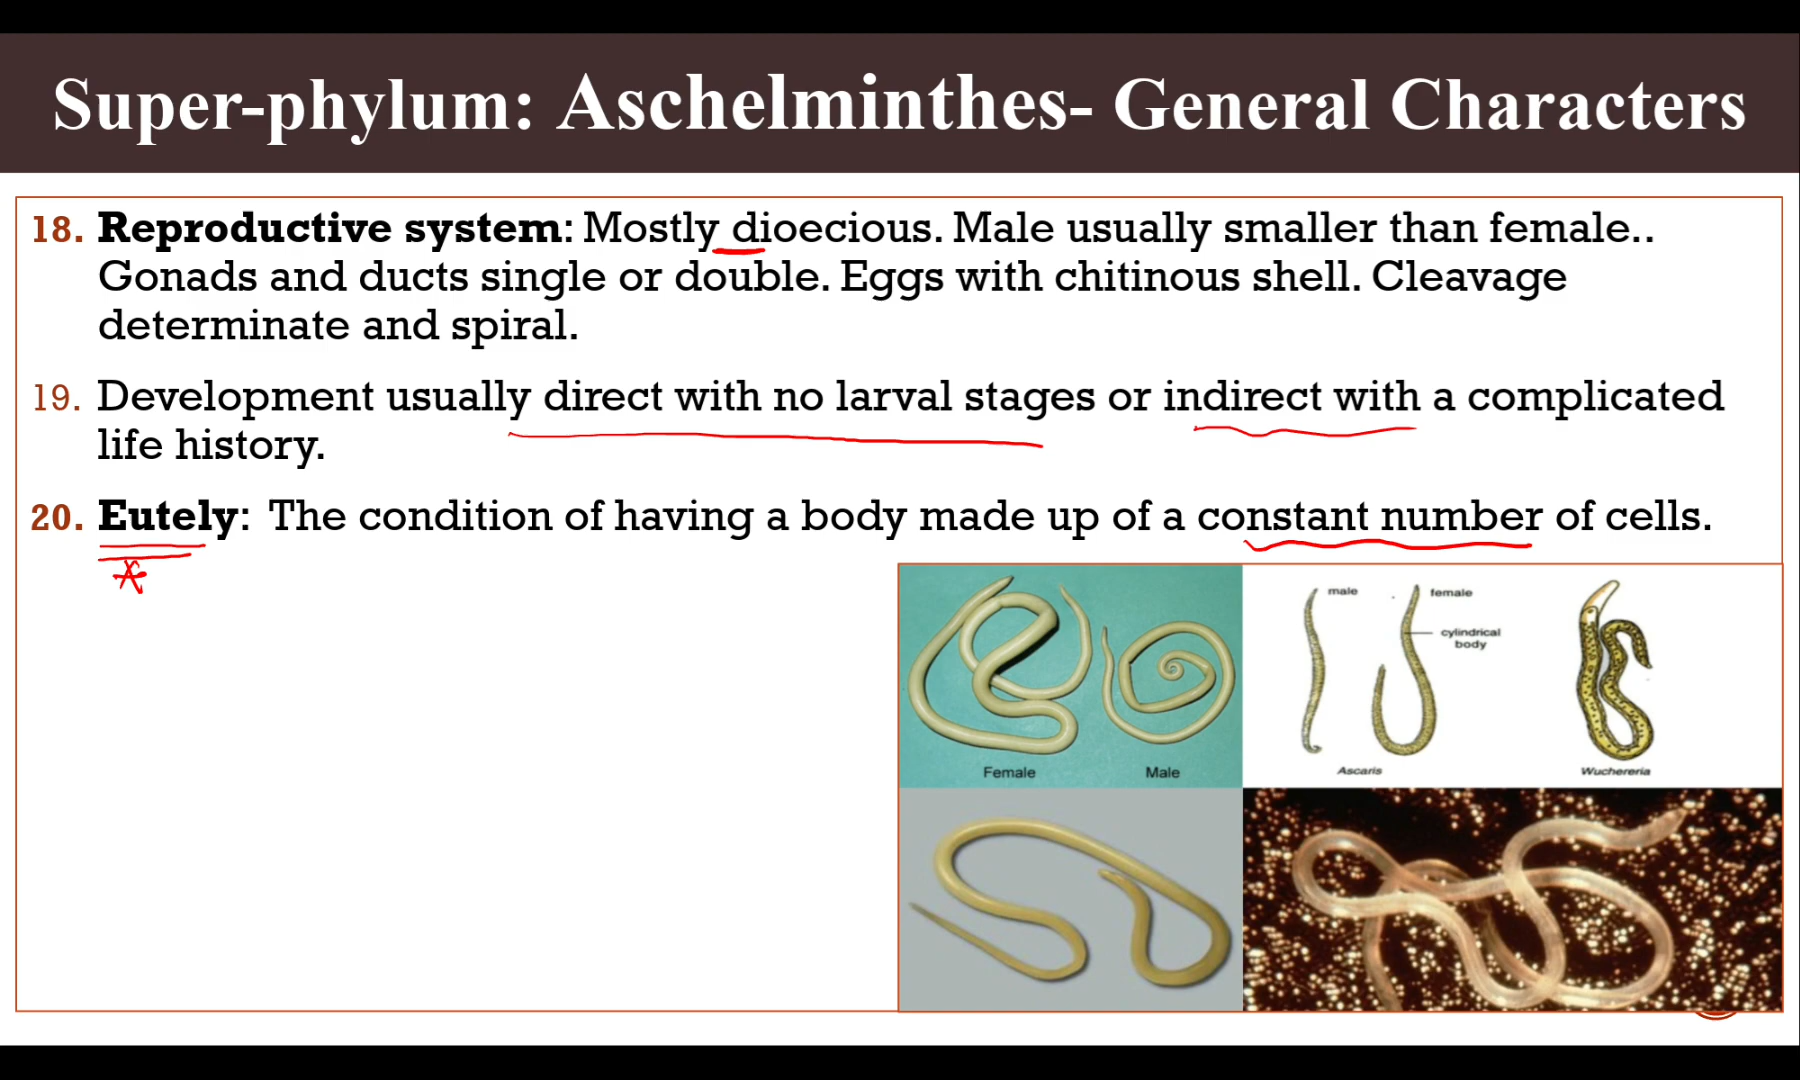 Super-phylum: Aschelminthes- General Characters
18. Reproductive system: Mostly dioecious. Male usually smaller than female..
Gonads and ducts single or double. Eggs with chitinous shell. Cleavage
determinate and spiral.
19. Development usually direct with no larval stages or indirect with a complicated
life history.
20. Eutely: The condition of having a body made up of a constant number of cells.
male
female
cylindrical
body
Female
Male
Ascaris
Wuchereria